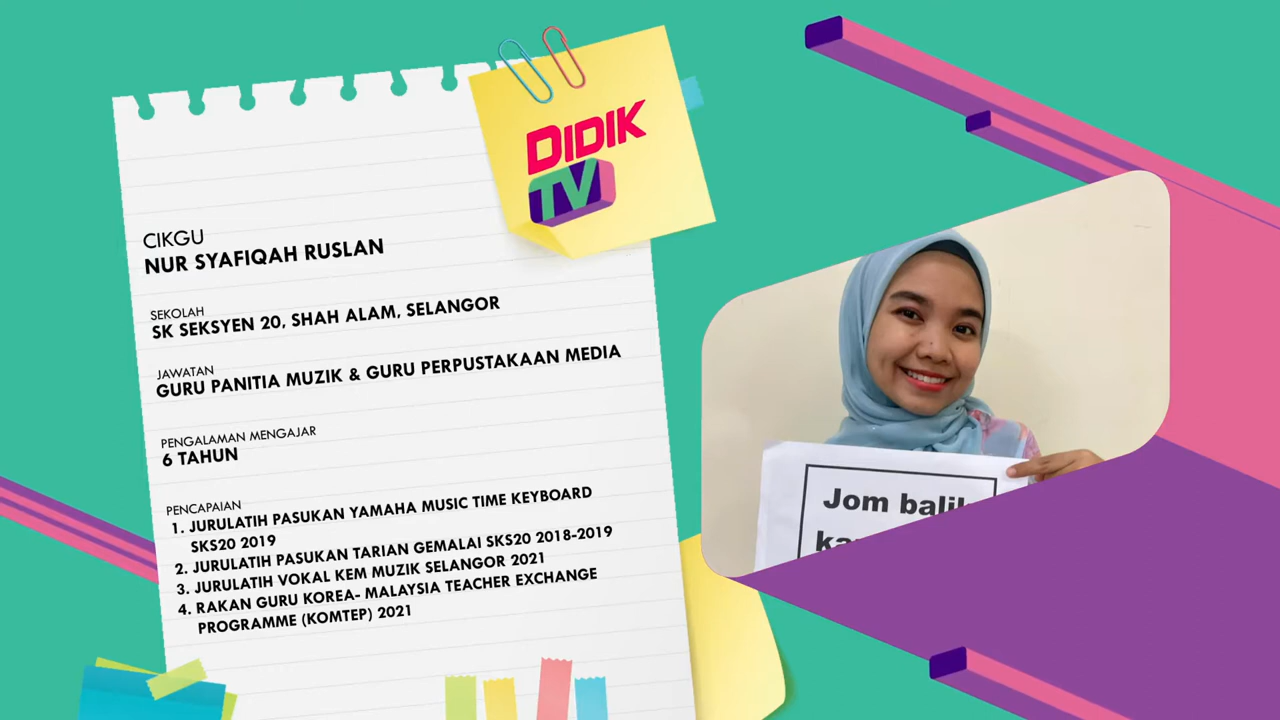 DIDIK
TV
CIKGU
NUR SYAFIQAH RUSLAN
SEKOLAH
SK SEKSYEN 20, SHAH ALAM, SELANGOR
JAWATAN
GURU PANITIA MUZIK & GURU PERPUSTAKAAN MEDIA
PENGALAMAN MENGAJAR
6 TAHUN
PENCAPAIAN
1. JURULATIH PASUKAN YAMAHA MUSIC TIME KEYBOARD
SKS20 2019
2. JURULATIH PASUKAN TARIAN GEMALAI SKS20 2018-2019
3. JURULATIH VOKAL KEM MUZIK SELANGOR 2021
4. RAKAN GURU KOREA- MALAYSIA TEACHER EXCHANGE
PROGRAMME (KOMTEP) 2021
Jom balik